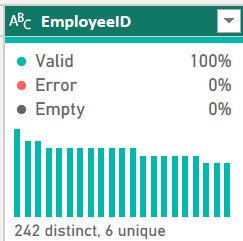 ABC EmployeeID
Valid 100%
Error 0%
Empty 0%
242 distinct, 6 unique